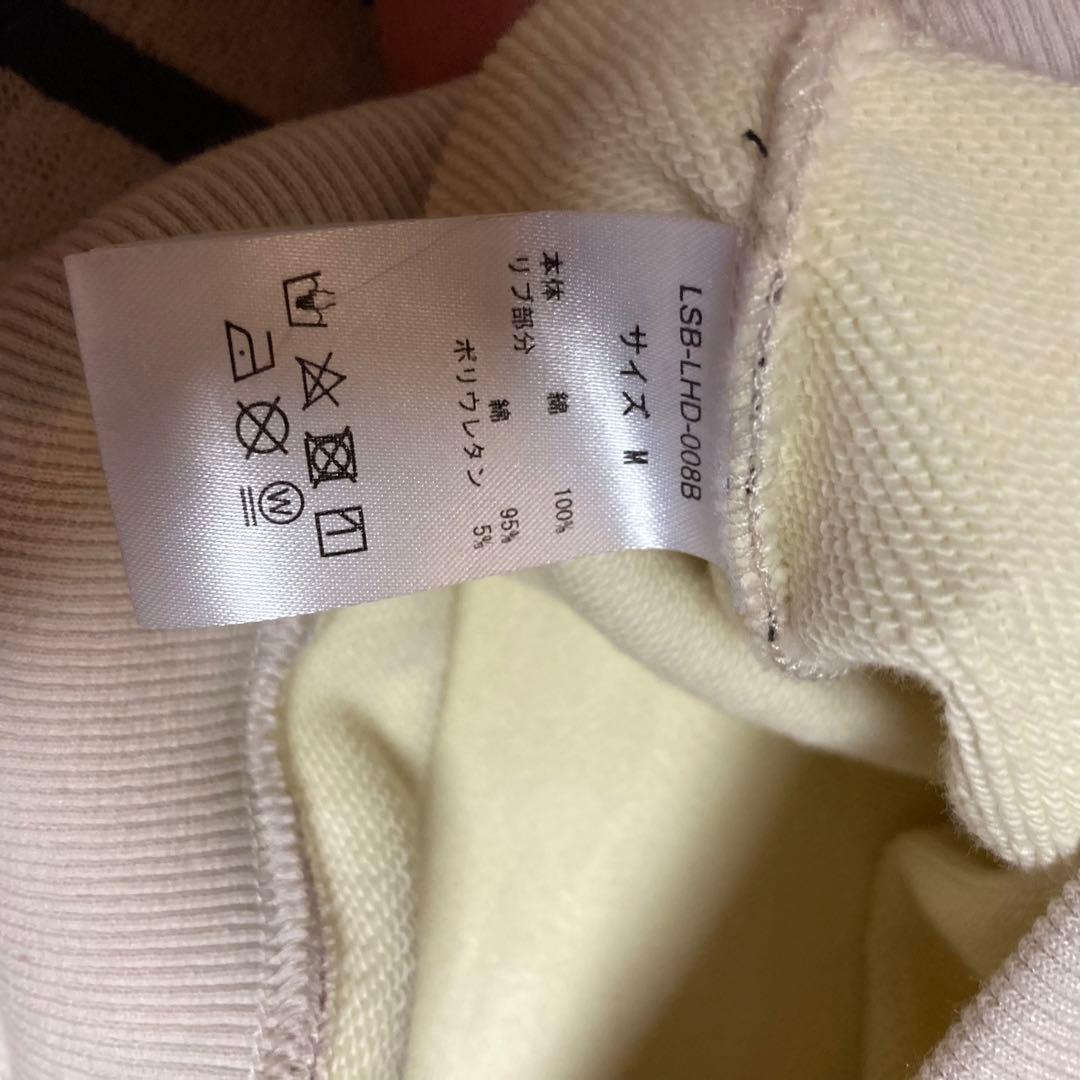 LSB-LHD-008B
サイズ M
本体 綿 100%
リブ部分
綿 95%
ポリウレタン 5%
W